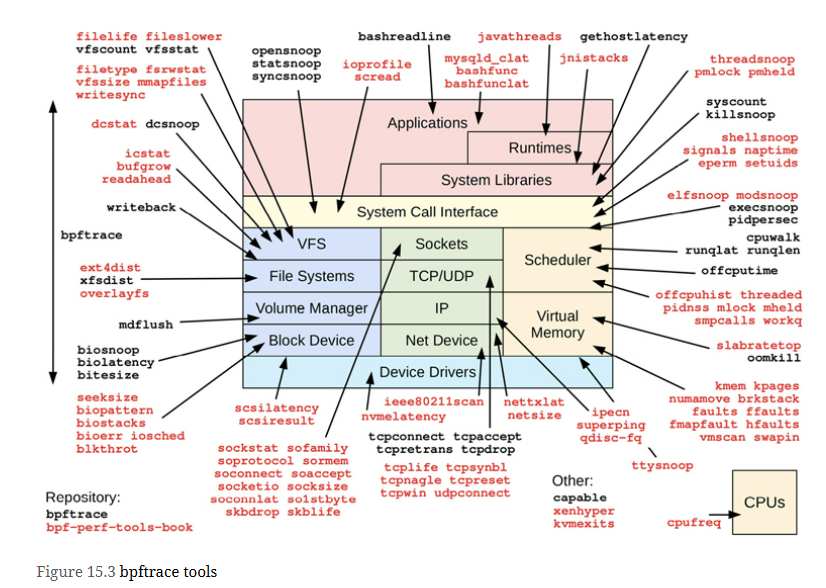 filelife fileslower
vfscount vfsstat
filetype fsrwstat
vfssize mmapfiles
writesync
opensnoop
statsnoop
syncsnoop
ioprofile
scread
bashreadline
mysqld_clat
bashfunc
bashfunclat
javathreads
gethostlatency
jnistacks
threadsnoop
pmlock pmheld
syscount
killsnoop
shellsnoop
signals naptime
eperm setuids
elfsnoop modsnoop
execsnoop
pidpersec
cpuwalk
runqlat runqlen
offcputime
offcpuhist threaded
pidnss mlock mheld
smpcalls workq
slabratetop
oomkill
kmem kpages
numamove brkstack
faults ffaults
fmapfault hfaults
vmscan swapin
dcstat dcsnoop
icstat
bufgrow
readahead
writeback
bpftrace
ext4dist
xfsdist
overlayfs
mdflush
biosnoop
biolatency
bitesize
seeksize
biopattern
biostacks
bioerr iosched
blkthrot
Applications
Runtimes
System Libraries
System Call Interface
VFS
Sockets
Scheduler
File Systems
TCP/UDP
Volume Manager
IP
Virtual
Memory
Block Device
Net Device
Device Drivers
scsilatency
scsiresult
nvmelatency
ieee80211scan
nettxlat
netsize
ipecn
superping
qdisc-fq
ttysnoop
sockstat sofamily
soprotocol sormem
soconnect soaccept
socketio socksize
soconnlat so1stbyte
skbdrop skblife
tcpconnect tcpaccept
tcpretrans tcpdrop
tcplife tcpsynbl
tcpnagle tcpreset
tcpwin udpconnect
Other:
capable
xenhyper
kvmexits
cpufreq
CPUs
Repository:
bpftrace
bpf-perf-tools-book
Figure 15.3 bpftrace tools